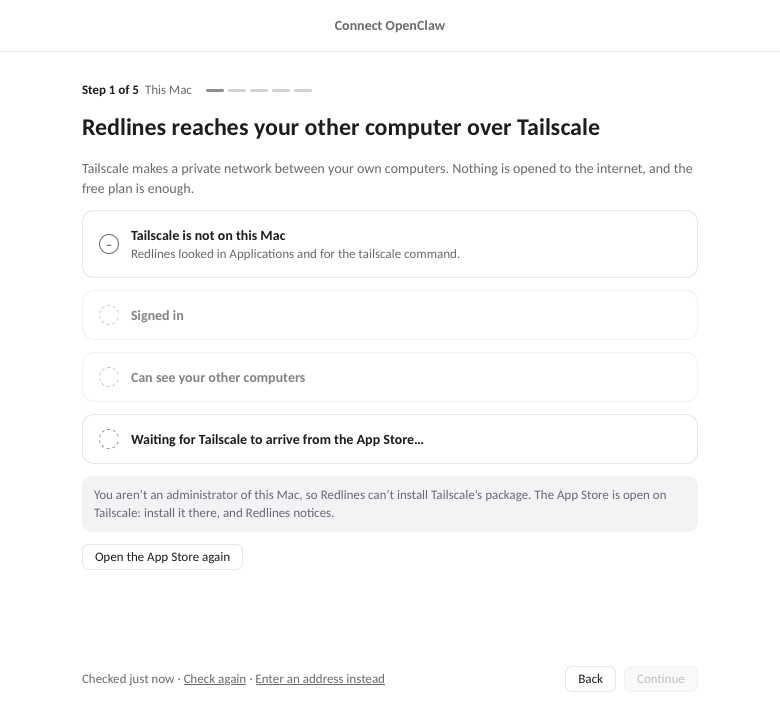 Connect OpenClaw
Step 1 of 5 This Mac
Redlines reaches your other computer over Tailscale
Tailscale makes a private network between your own computers. Nothing is opened to the internet, and the
free plan is enough.
Tailscale is not on this Mac
Redlines looked in Applications and for the tailscale command.
Signed in
Can see your other computers
Waiting for Tailscale to arrive from the App Store…
You aren’t an administrator of this Mac, so Redlines can’t install Tailscale’s package. The App Store is open on
Tailscale: install it there, and Redlines notices.
Open the App Store again
Checked just now · Check again · Enter an address instead
Back
Continue